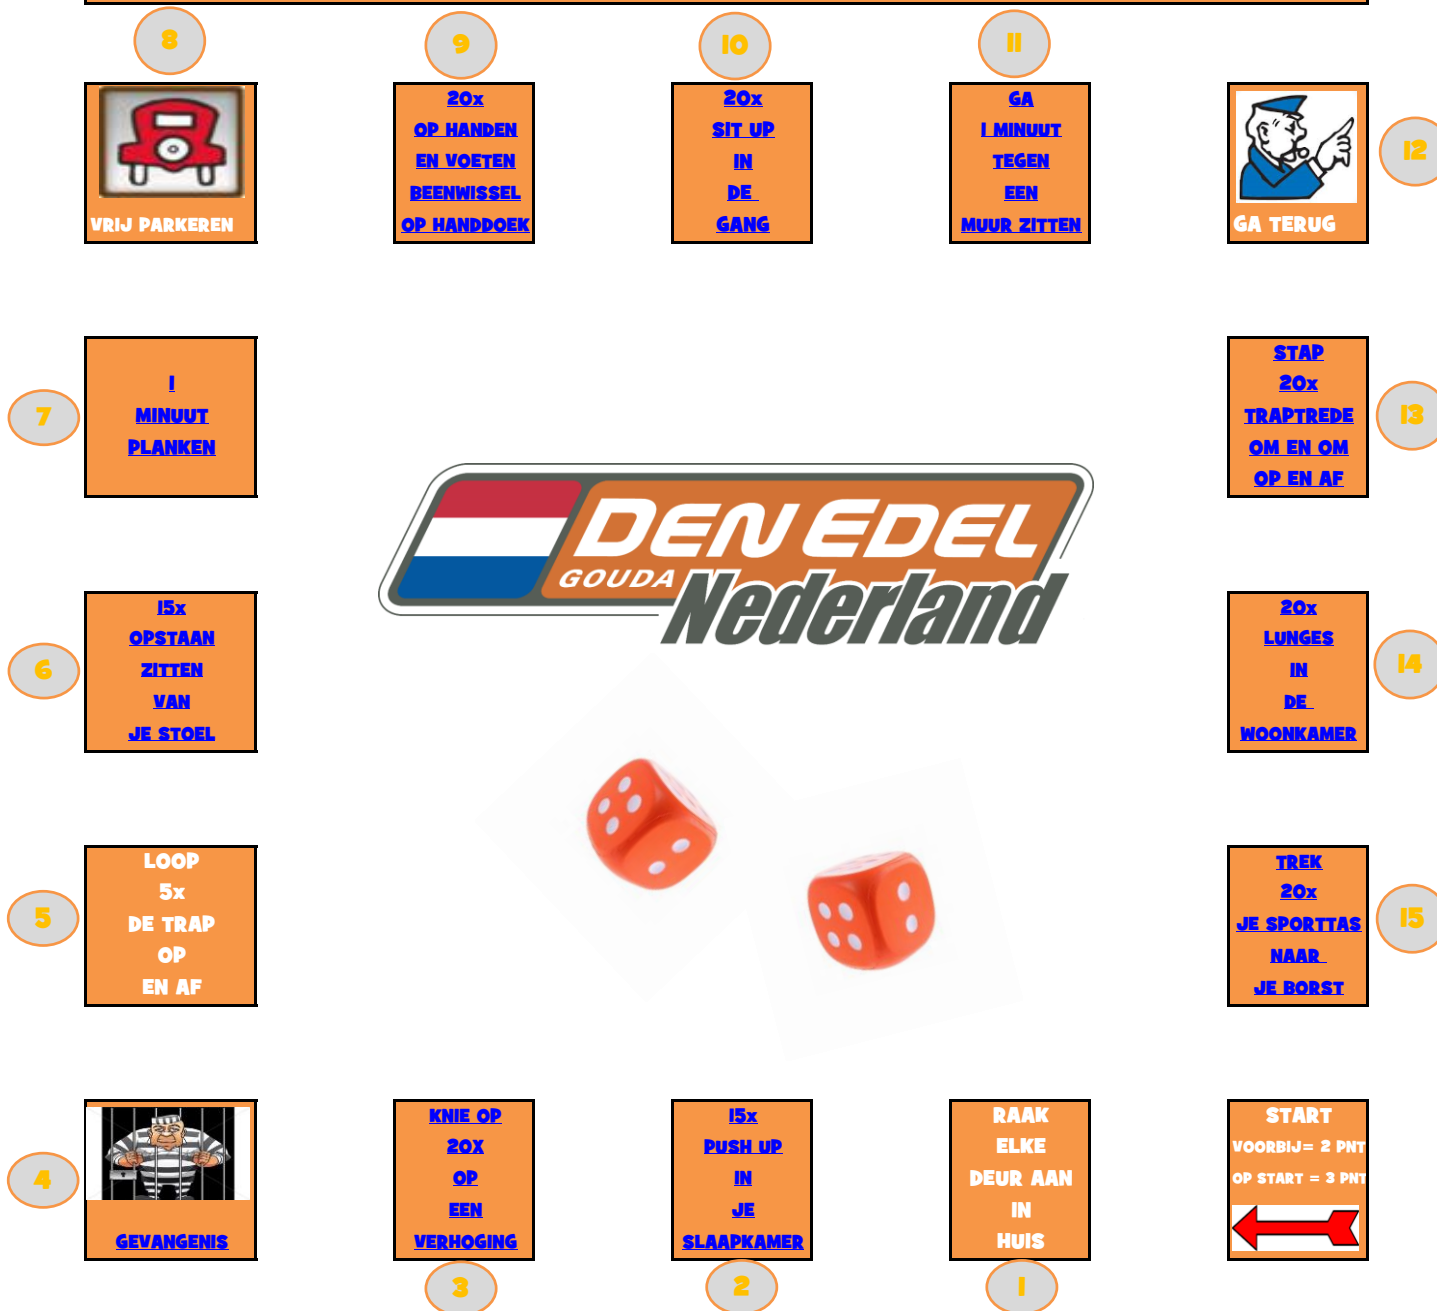 8
9
10
11
VRIJ PARKEREN
20x
OP HANDEN
EN VOETEN
BEENWISSEL
OP HANDDOEK
20x
SIT UP
IN
DE
GANG
GA
1 MINUUT
TEGEN
EEN
MUUR ZITTEN
GA TERUG
12
7
1
MINUUT
PLANKEN
STAP
20x
TRAPTREDE
OM EN OM
OP EN AF
13
DEN EDEL
GOUDA
Nederland
6
15x
OPSTAAN
ZITTEN
VAN
JE STOEL
20x
LUNGES
IN
DE
WOONKAMER
14
5
LOOP
5x
DE TRAP
OP
EN AF
TREK
20x
JE SPORTTAS
NAAR
JE BORST
15
4
GEVANGENIS
KNIE OP
20X
OP
EEN
VERHOGING
15x
PUSH UP
IN
JE
SLAAPKAMER
RAAK
ELKE
DEUR AAN
IN
HUIS
START
VOORBIJ= 2 PNT
OP START = 3 PNT
3
2
1